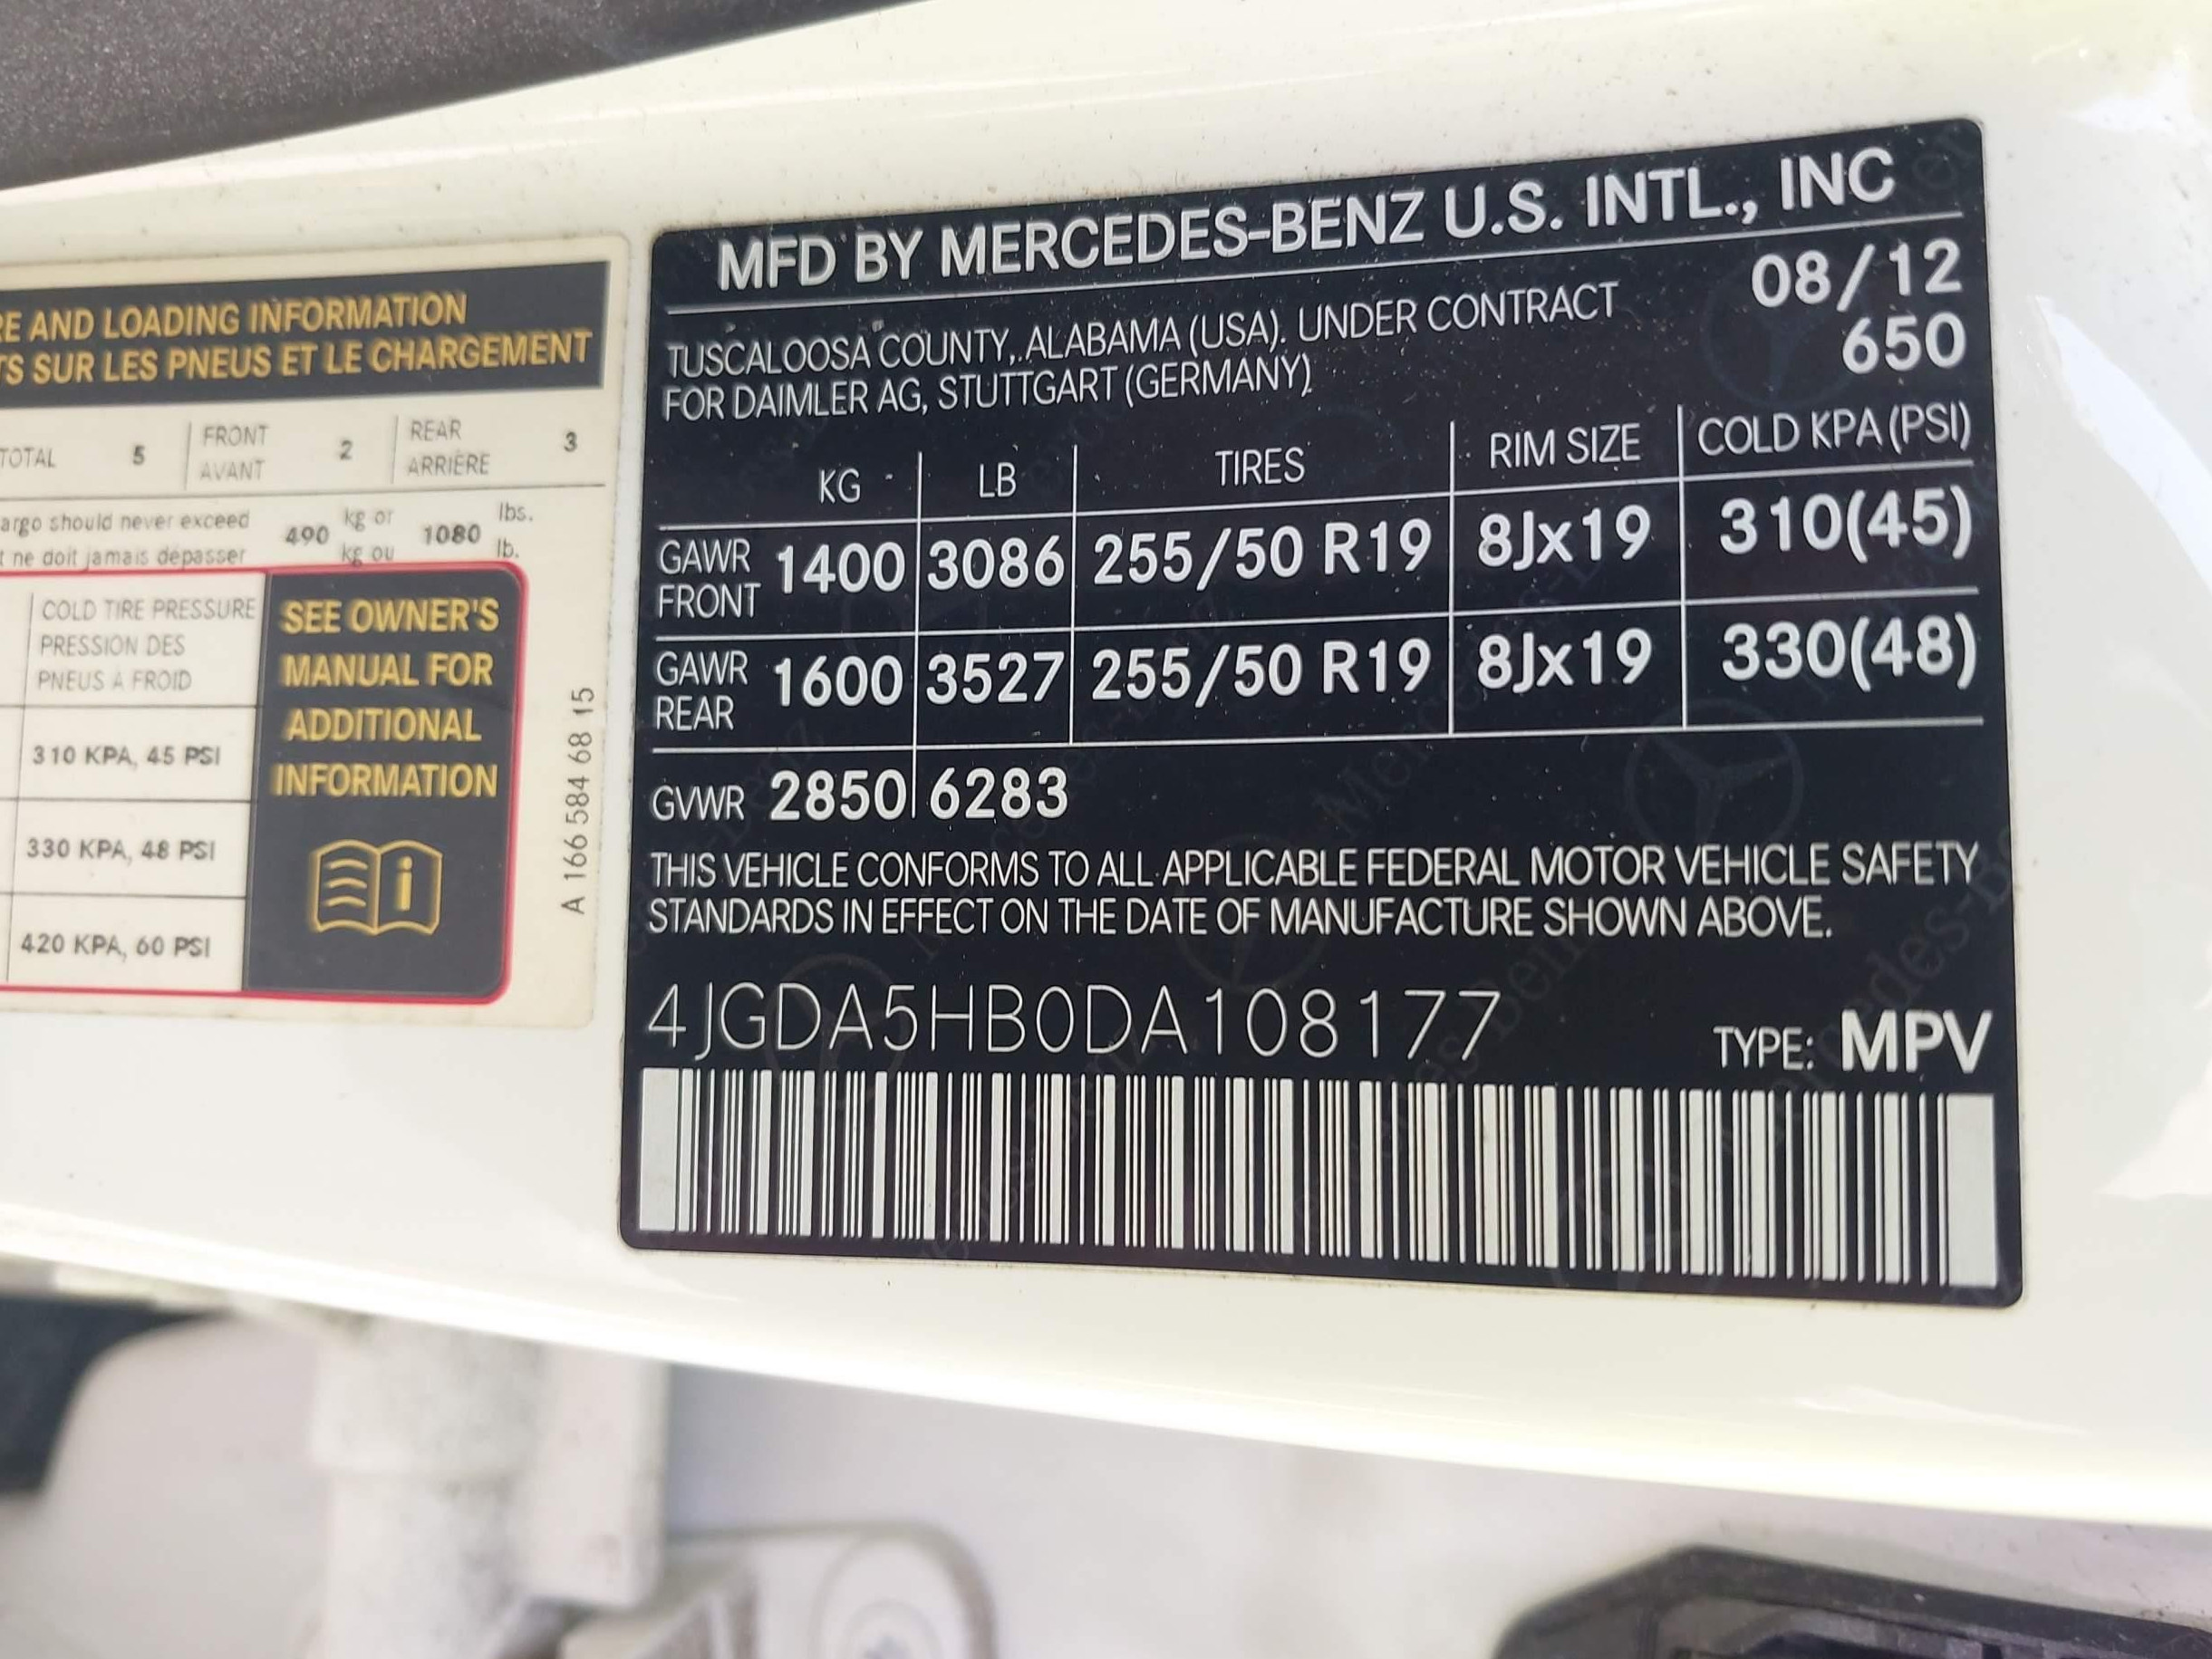 RE AND LOADING INFORMATION
TS SUR LES PNEUS ET LE CHARGEMENT
TOTAL 5 FRONT 2 REAR 3
AVANT ARRIÈRE
argo should never exceed 490 kg or 1080 lbs.
t ne doit jamais dépasser kg ou lb.
COLD TIRE PRESSURE
PRESSION DES
PNEUS À FROID
310 KPA, 45 PSI
330 KPA, 48 PSI
420 KPA, 60 PSI
SEE OWNER'S
MANUAL FOR
ADDITIONAL
INFORMATION
A 166 584 68 15
MFD BY MERCEDES-BENZ U.S. INTL., INC
TUSCALOOSA COUNTY, ALABAMA (USA). UNDER CONTRACT
FOR DAIMLER AG, STUTTGART (GERMANY)
08/12
650
KG LB TIRES RIM SIZE COLD KPA (PSI)
GAWR FRONT 1400 3086 255/50 R19 8Jx19 310(45)
GAWR REAR 1600 3527 255/50 R19 8Jx19 330(48)
GVWR 2850 6283
THIS VEHICLE CONFORMS TO ALL APPLICABLE FEDERAL MOTOR VEHICLE SAFETY
STANDARDS IN EFFECT ON THE DATE OF MANUFACTURE SHOWN ABOVE.
4JGDA5HB0DA108177 TYPE: MPV